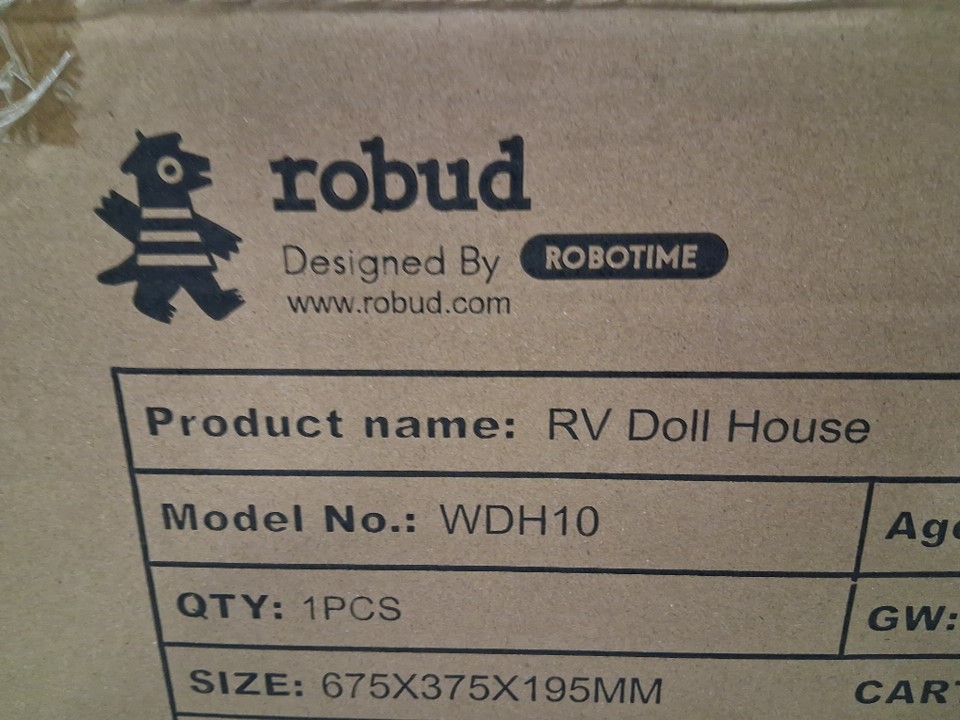 robud
Designed By ROBOTIME
www.robud.com
Product name: RV Doll House
Model No.: WDH10
QTY: 1PCS
GW:
SIZE: 675X375X195MM